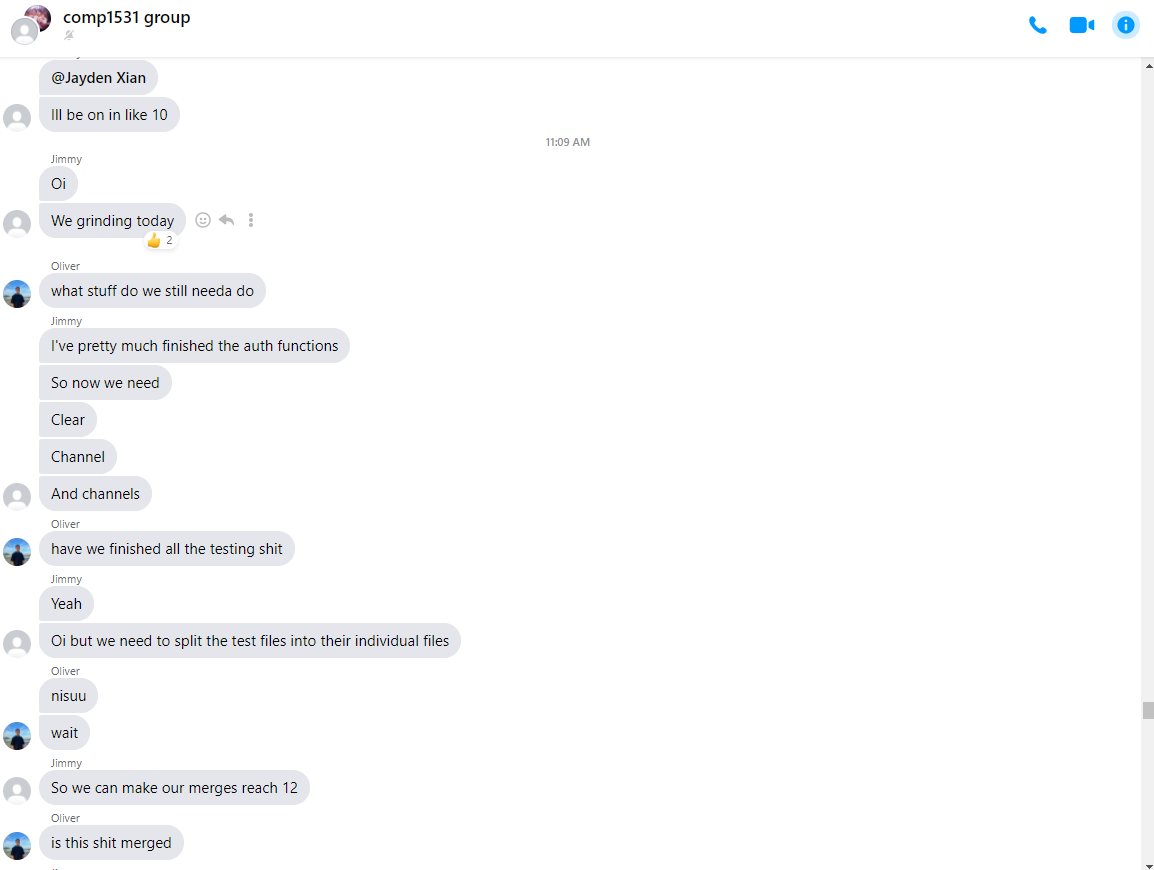 comp1531 group
@Jayden Xian
Ill be on in like 10
11:09 AM
Jimmy
Oi
We grinding today
2
Oliver
what stuff do we still needa do
Jimmy
I've pretty much finished the auth functions
So now we need
Clear
Channel
And channels
Oliver
have we finished all the testing shit
Jimmy
Yeah
Oi but we need to split the test files into their individual files
Oliver
nisuu
wait
Jimmy
So we can make our merges reach 12
Oliver
is this shit merged